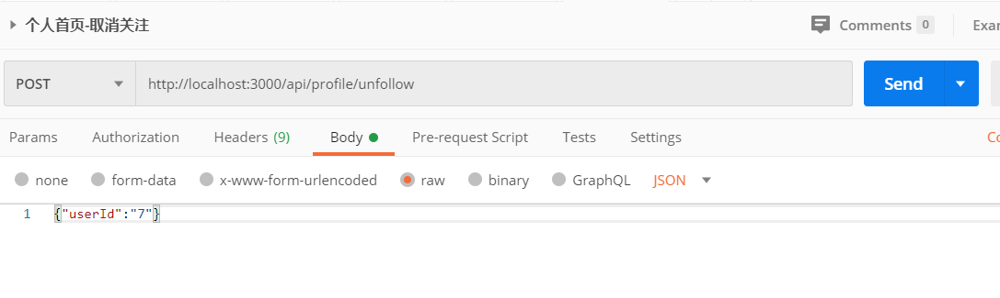 个人首页-取消关注
Comments 0
Exar
POST
http://localhost:3000/api/profile/unfollow
Send
Params Authorization Headers (9) Body Pre-request Script Tests Settings
none form-data x-www-form-urlencoded raw binary GraphQL JSON
1 {"userId":"7"}